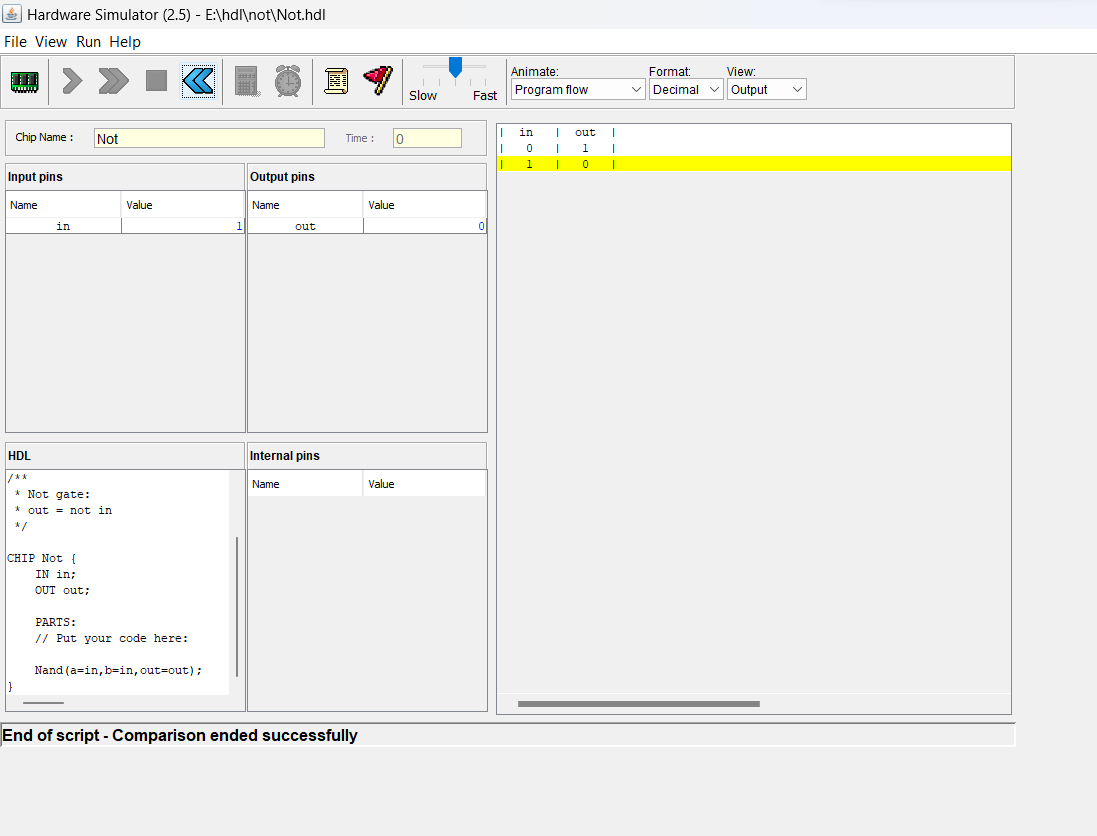 Hardware Simulator (2.5) - E:\hdl\not\Not.hdl
File View Run Help
Slow Fast
Animate: Format: View:
Program flow Decimal Output
Chip Name : Not Time : 0
Input pins
Name Value
in 1
Output pins
Name Value
out 0
HDL
/**
 * Not gate:
 * out = not in
 */
CHIP Not {
    IN in;
    OUT out;
    PARTS:
    // Put your code here:
    Nand(a=in,b=in,out=out);
}
Internal pins
Name Value
| in | out |
| 0 | 1 |
| 1 | 0 |
End of script - Comparison ended successfully